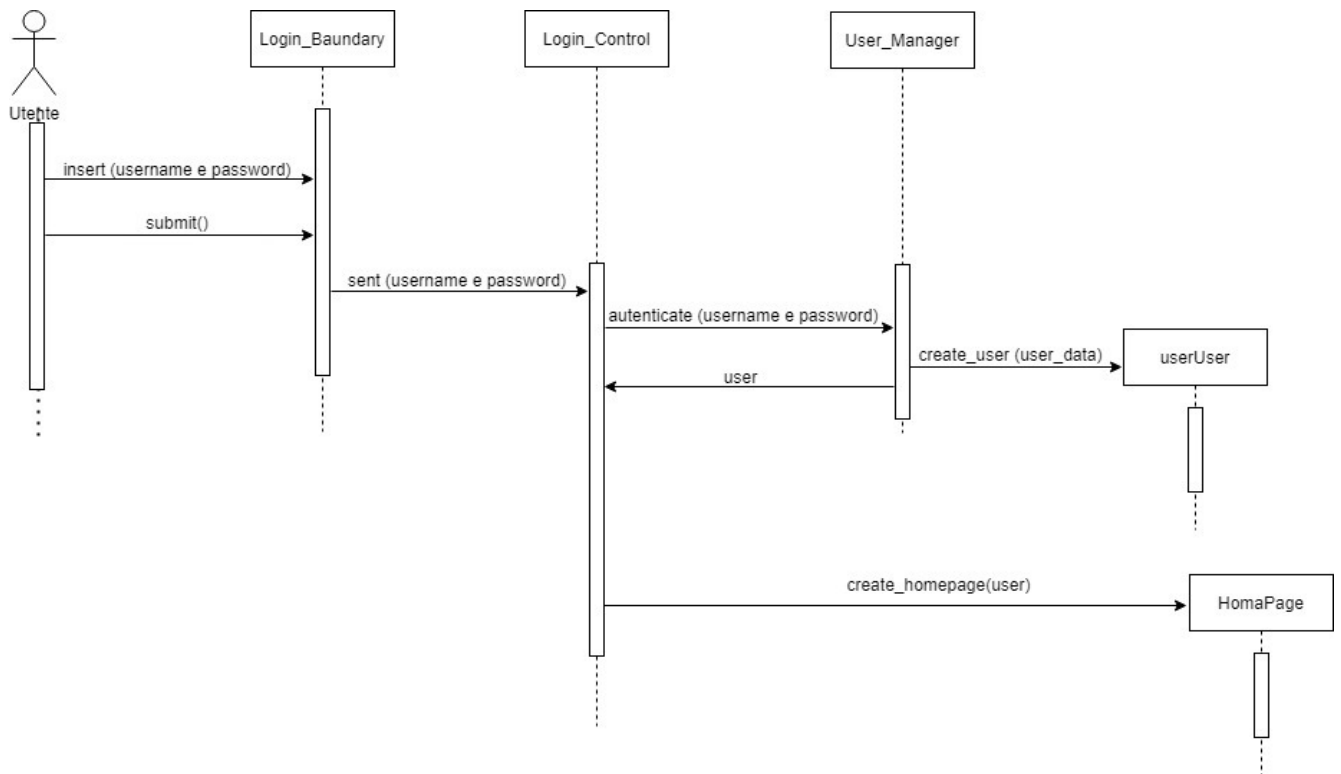 Login_Baundary
Login_Control
User_Manager
Utente
insert (username e password)
submit()
sent (username e password)
autenticate (username e password)
create_user (user_data)
userUser
user
create_homepage(user)
HomaPage